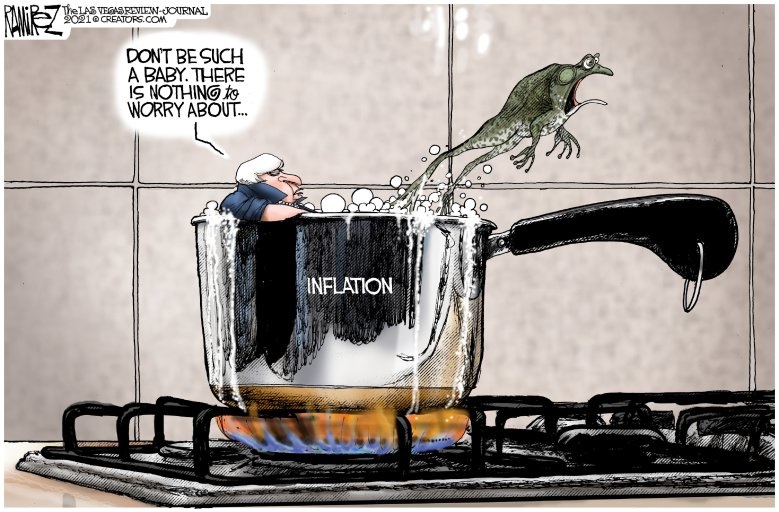 RAMIREZ The LAS VEGAS REVIEW-JOURNAL
2021 © CREATORS.COM
DON'T BE SUCH
A BABY. THERE
IS NOTHING to
WORRY ABOUT...
INFLATION